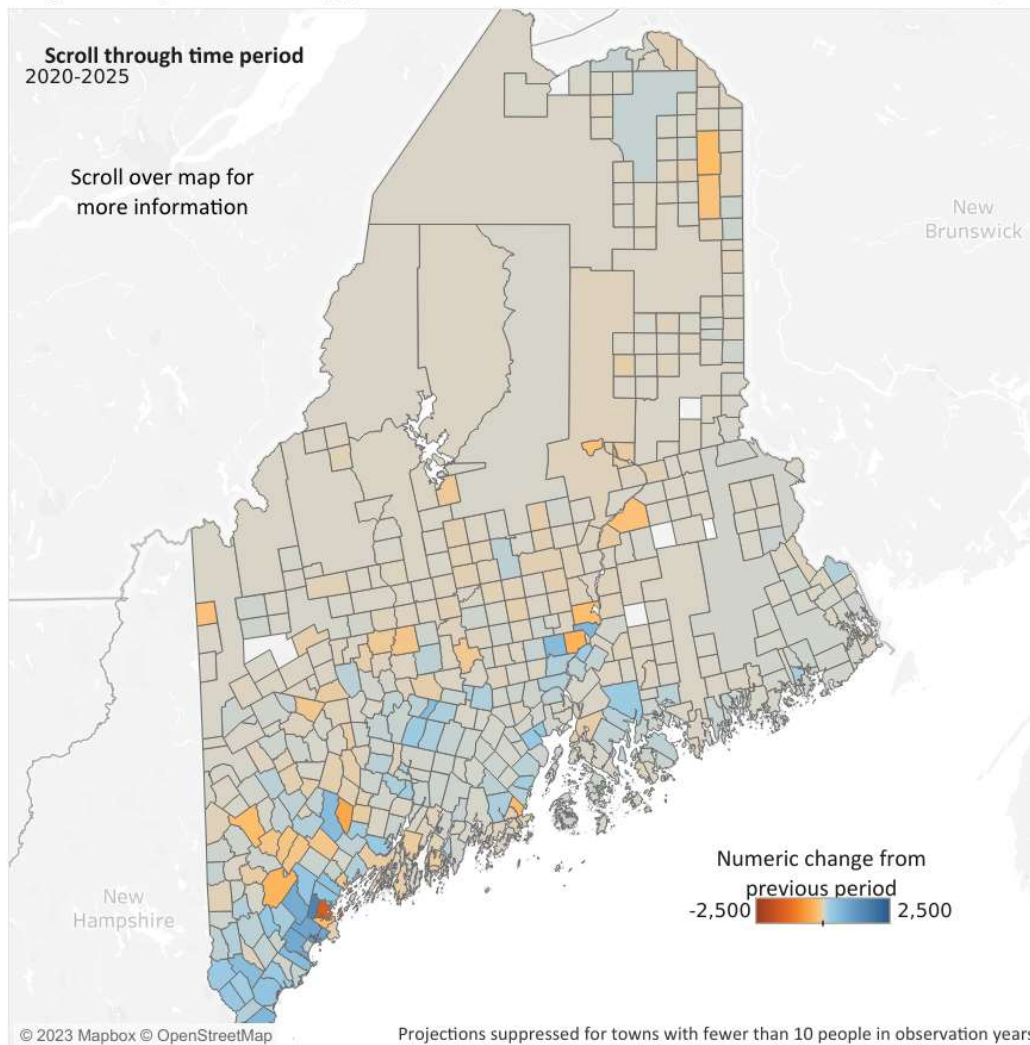 Scroll through time period
2020-2025
Scroll over map for
more information
New
Brunswick
Numeric change from
previous period
-2,500
2,500
New
Hampshire
© 2023 Mapbox © OpenStreetMap
Projections suppressed for towns with fewer than 10 people in observation years